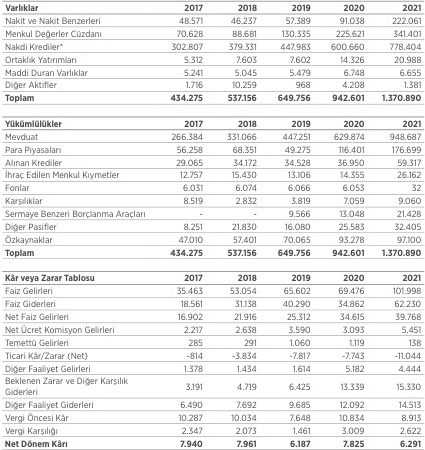 Varlıklar 2017 2018 2019 2020 2021
Nakit ve Nakit Benzerleri 48.571 46.237 57.389 91.038 222.061
Menkul Değerler Cüzdanı 70.628 88.681 130.335 225.621 341.401
Nakdi Krediler* 302.807 379.331 447.983 600.660 778.404
Ortaklık Yatırımları 5.312 7.603 7.602 14.326 20.988
Maddi Duran Varlıklar 5.241 5.045 5.479 6.748 6.655
Diğer Aktifler 1.716 10.259 968 4.208 1.381
Toplam 434.275 537.156 649.756 942.601 1.370.890
Yükümlülükler 2017 2018 2019 2020 2021
Mevduat 266.384 331.066 447.251 629.874 948.687
Para Piyasaları 56.258 68.351 49.275 116.401 176.699
Alınan Krediler 29.065 34.172 34.528 36.950 59.317
İhraç Edilen Menkul Kıymetler 12.757 15.430 13.106 14.355 26.162
Fonlar 6.031 6.074 6.066 6.053 32
Karşılıklar 8.519 2.832 3.819 7.059 9.060
Sermaye Benzeri Borçlanma Araçları - - 9.566 13.048 21.428
Diğer Pasifler 8.251 21.830 16.080 25.583 32.405
Özkaynaklar 47.010 57.401 70.065 93.278 97.100
Toplam 434.275 537.156 649.756 942.601 1.370.890
Kâr veya Zarar Tablosu 2017 2018 2019 2020 2021
Faiz Gelirleri 35.463 53.054 65.602 69.476 101.998
Faiz Giderleri 18.561 31.138 40.290 34.862 62.230
Net Faiz Gelirleri 16.902 21.916 25.312 34.615 39.768
Net Ücret Komisyon Gelirleri 2.217 2.638 3.590 3.093 5.451
Temettü Gelirleri 285 291 1.060 1.119 138
Ticari Kâr/Zarar (Net) -814 -3.834 -7.817 -7.743 -11.044
Diğer Faaliyet Gelirleri 1.378 1.434 1.614 5.182 4.444
Beklenen Zarar ve Diğer Karşılık
Giderleri 3.191 4.719 6.425 13.339 15.330
Diğer Faaliyet Giderleri 6.490 7.692 9.685 12.092 14.513
Vergi Öncesi Kâr 10.287 10.034 7.648 10.834 8.913
Vergi Karşılığı 2.347 2.073 1.461 3.009 2.622
Net Dönem Kârı 7.940 7.961 6.187 7.825 6.291